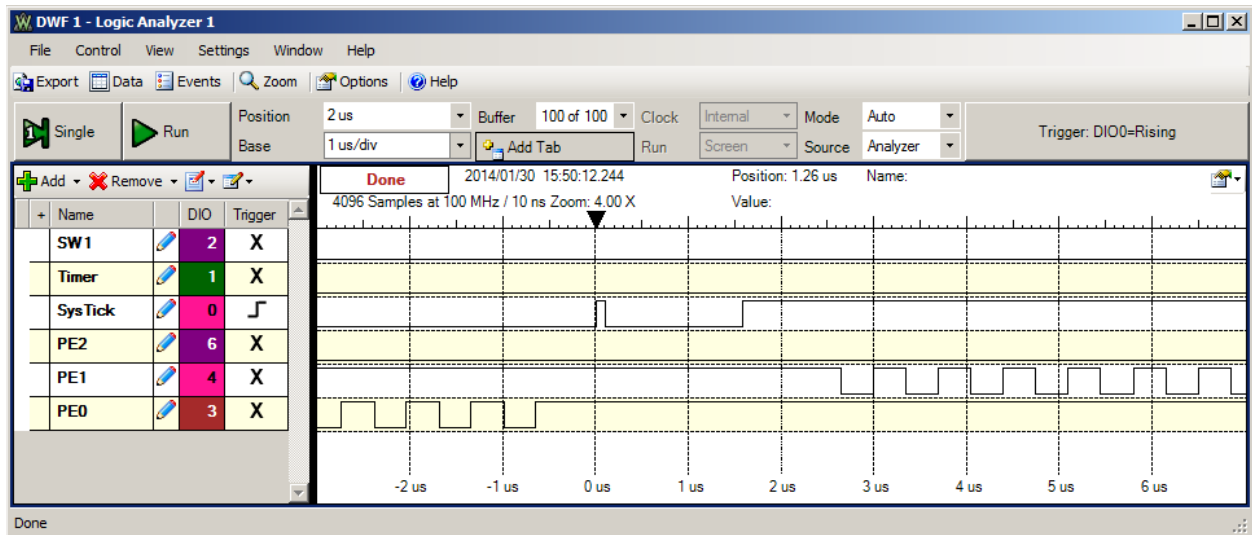 DWF 1 - Logic Analyzer 1
File Control View Settings Window Help
Export Data Events Zoom Options Help
Single Run
Position 2 us Buffer 100 of 100 Clock Internal Mode Auto
Base 1 us/div Add Tab Run Screen Source Analyzer
Trigger: DIO0=Rising
Add Remove
Done 2014/01/30 15:50:12.244 Position: 1.26 us Name:
4096 Samples at 100 MHz / 10 ns Zoom: 4.00 X Value:
+ Name DIO Trigger
SW1 2 X
Timer 1 X
SysTick 0
PE2 6 X
PE1 4 X
PE0 3 X
-2 us -1 us 0 us 1 us 2 us 3 us 4 us 5 us 6 us
Done